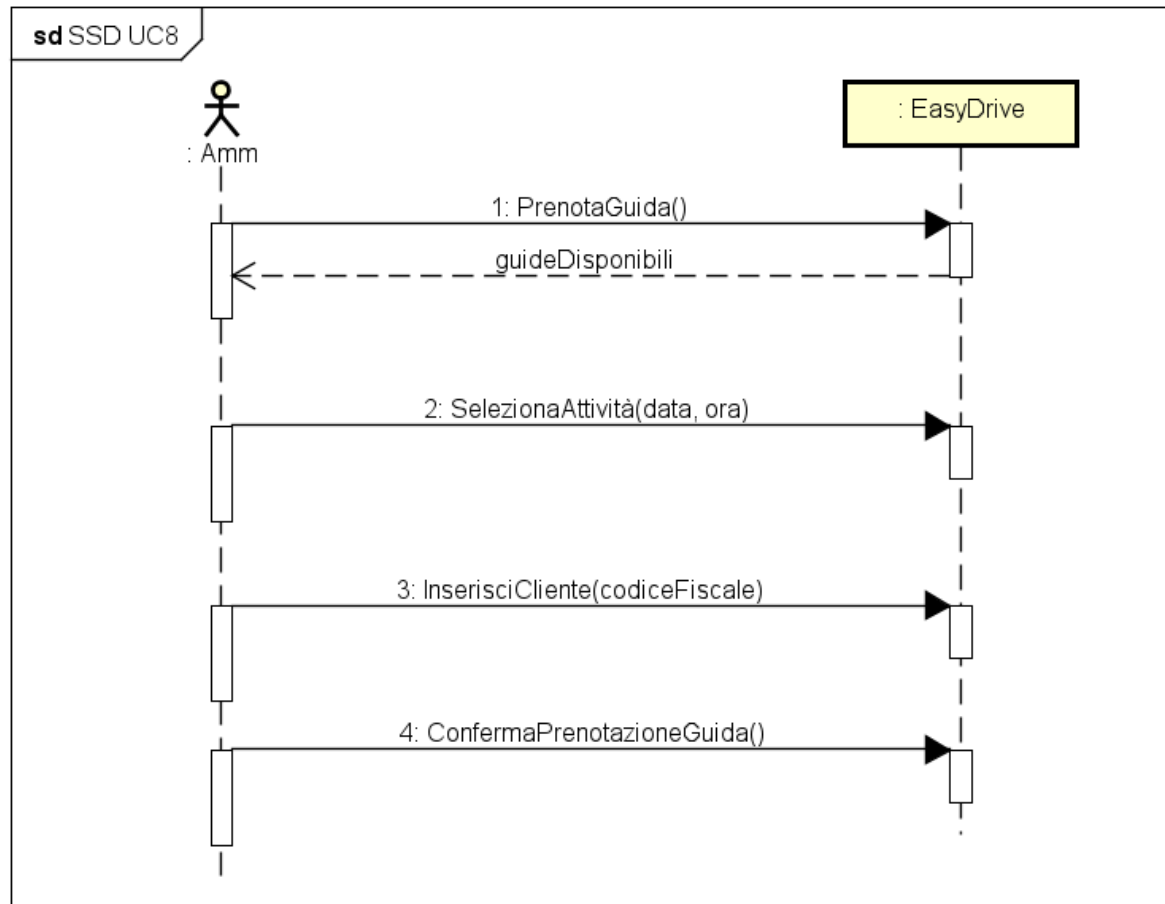 sd SSD UC8
: Amm
: EasyDrive
1: PrenotaGuida()
guideDisponibili
2: SelezionaAttività(data, ora)
3: InserisciCliente(codiceFiscale)
4: ConfermaPrenotazioneGuida()